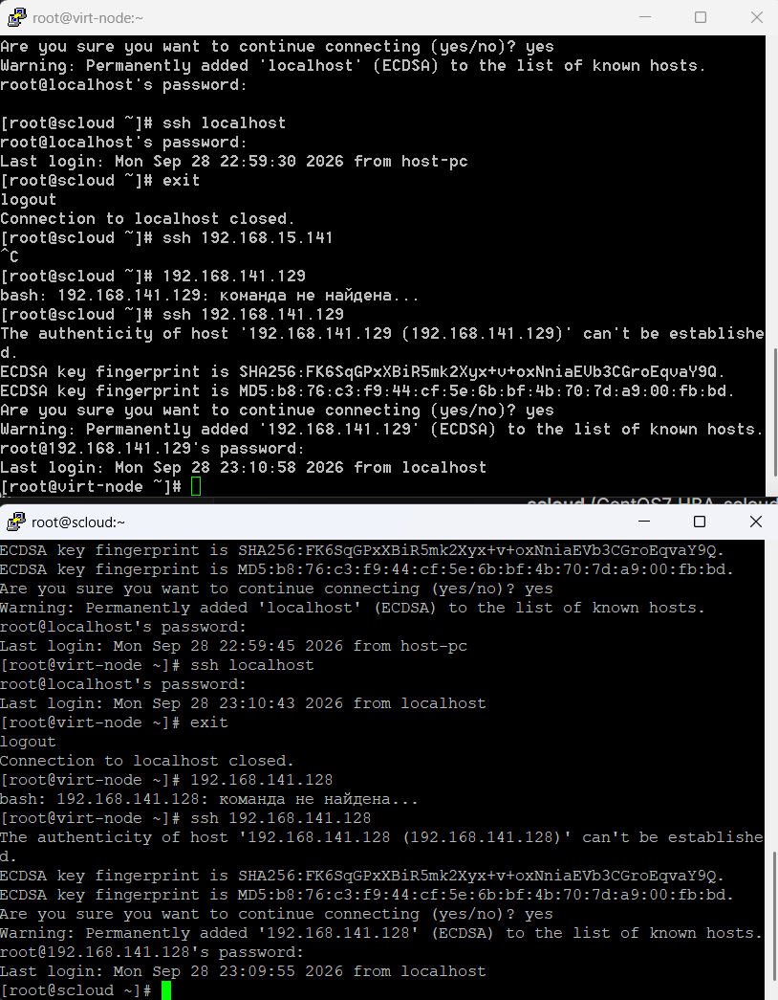 root@virt-node:~
Are you sure you want to continue connecting (yes/no)? yes
Warning: Permanently added 'localhost' (ECDSA) to the list of known hosts.
root@localhost's password:
[root@scloud ~]# ssh localhost
root@localhost's password:
Last login: Mon Sep 28 22:59:30 2026 from host-pc
[root@scloud ~]# exit
logout
Connection to localhost closed.
[root@scloud ~]# ssh 192.168.15.141
^C
[root@scloud ~]# 192.168.141.129
bash: 192.168.141.129: команда не найдена...
[root@scloud ~]# ssh 192.168.141.129
The authenticity of host '192.168.141.129 (192.168.141.129)' can't be establishe
d.
ECDSA key fingerprint is SHA256:FK6SqGPxXBiR5mk2Xyx+v+oxNniaEVb3CGroEqvaY9Q.
ECDSA key fingerprint is MD5:b8:76:c3:f9:44:cf:5e:6b:bf:4b:70:7d:a9:00:fb:bd.
Are you sure you want to continue connecting (yes/no)? yes
Warning: Permanently added '192.168.141.129' (ECDSA) to the list of known hosts.
root@192.168.141.129's password:
Last login: Mon Sep 28 23:10:58 2026 from localhost
[root@virt-node ~]#
root@scloud:~
ECDSA key fingerprint is SHA256:FK6SqGPxXBiR5mk2Xyx+v+oxNniaEVb3CGroEqvaY9Q.
ECDSA key fingerprint is MD5:b8:76:c3:f9:44:cf:5e:6b:bf:4b:70:7d:a9:00:fb:bd.
Are you sure you want to continue connecting (yes/no)? yes
Warning: Permanently added 'localhost' (ECDSA) to the list of known hosts.
root@localhost's password:
Last login: Mon Sep 28 22:59:45 2026 from host-pc
[root@virt-node ~]# ssh localhost
root@localhost's password:
Last login: Mon Sep 28 23:10:43 2026 from localhost
[root@virt-node ~]# exit
logout
Connection to localhost closed.
[root@virt-node ~]# 192.168.141.128
bash: 192.168.141.128: команда не найдена...
[root@virt-node ~]# ssh 192.168.141.128
The authenticity of host '192.168.141.128 (192.168.141.128)' can't be establishe
d.
ECDSA key fingerprint is SHA256:FK6SqGPxXBiR5mk2Xyx+v+oxNniaEVb3CGroEqvaY9Q.
ECDSA key fingerprint is MD5:b8:76:c3:f9:44:cf:5e:6b:bf:4b:70:7d:a9:00:fb:bd.
Are you sure you want to continue connecting (yes/no)? yes
Warning: Permanently added '192.168.141.128' (ECDSA) to the list of known hosts.
root@192.168.141.128's password:
Last login: Mon Sep 28 23:09:55 2026 from localhost
[root@scloud ~]#